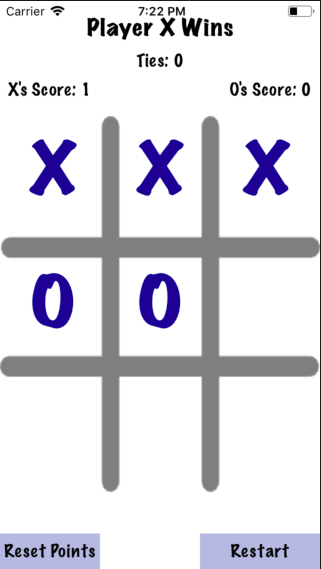 Carrier 7:22 PM
Player X Wins
Ties: 0
X's Score: 1 O's Score: 0
X X X
O O
Reset Points Restart